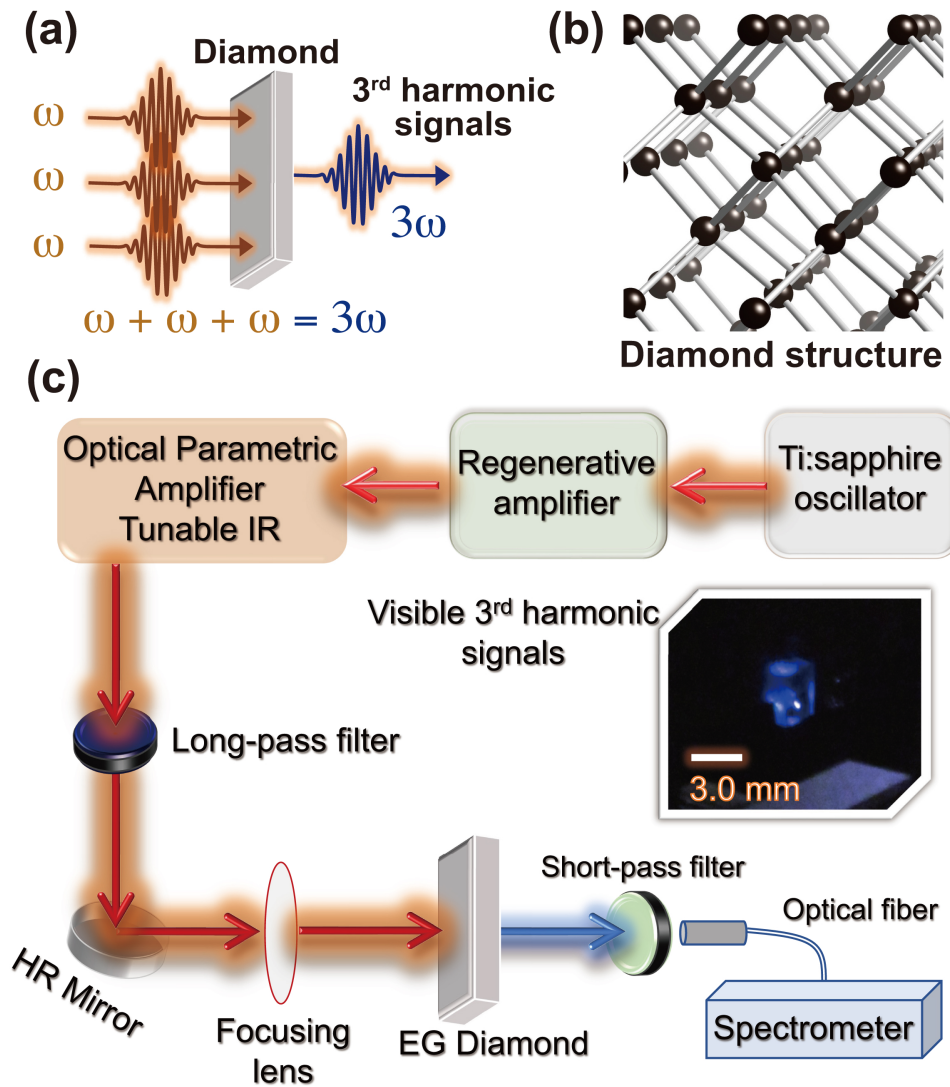 (a)
Diamond
3rd harmonic
signals
ω
ω
ω
3ω
ω + ω + ω = 3ω
(b)
Diamond structure
(c)
Optical Parametric
Amplifier
Tunable IR
Regenerative
amplifier
Ti:sapphire
oscillator
Visible 3rd harmonic
signals
3.0 mm
Long-pass filter
HR Mirror
Focusing
lens
EG Diamond
Short-pass filter
Optical fiber
Spectrometer